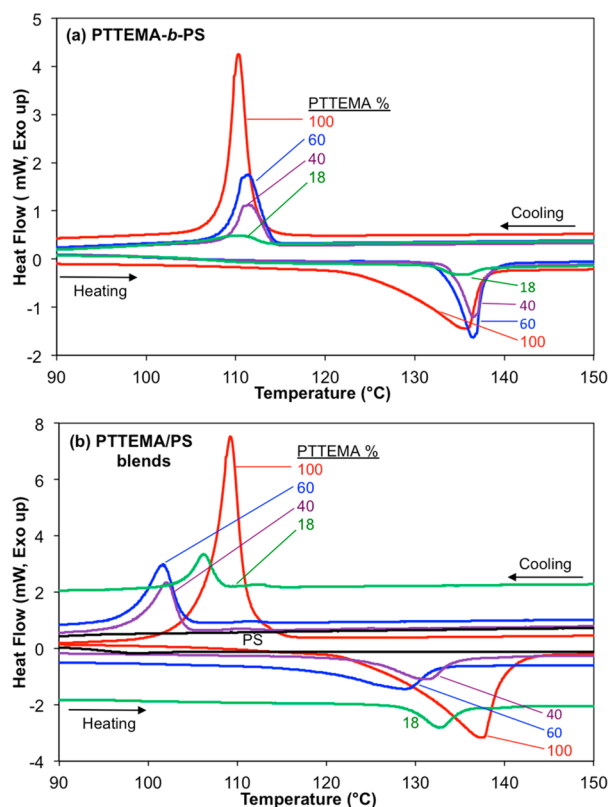 (a) PTTEMA-b-PS
PTTEMA %
100
60
40
18
Cooling
Heating
18
40
60
100
5
4
3
2
1
0
-1
-2
Heat Flow ( mW, Exo up)
90 100 110 120 130 140 150
Temperature (°C)
(b) PTTEMA/PS
blends
PTTEMA %
100
60
40
18
Cooling
PS
Heating
18
40
60
100
8
6
4
2
0
-2
-4
Heat Flow (mW, Exo up)
90 100 110 120 130 140 150
Temperature (°C)